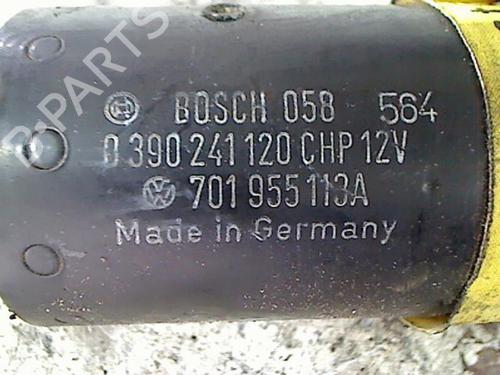 B-PARTS
BOSCH 058 564
0 390 241 120 CHP 12V
701 955 113A
Made in Germany